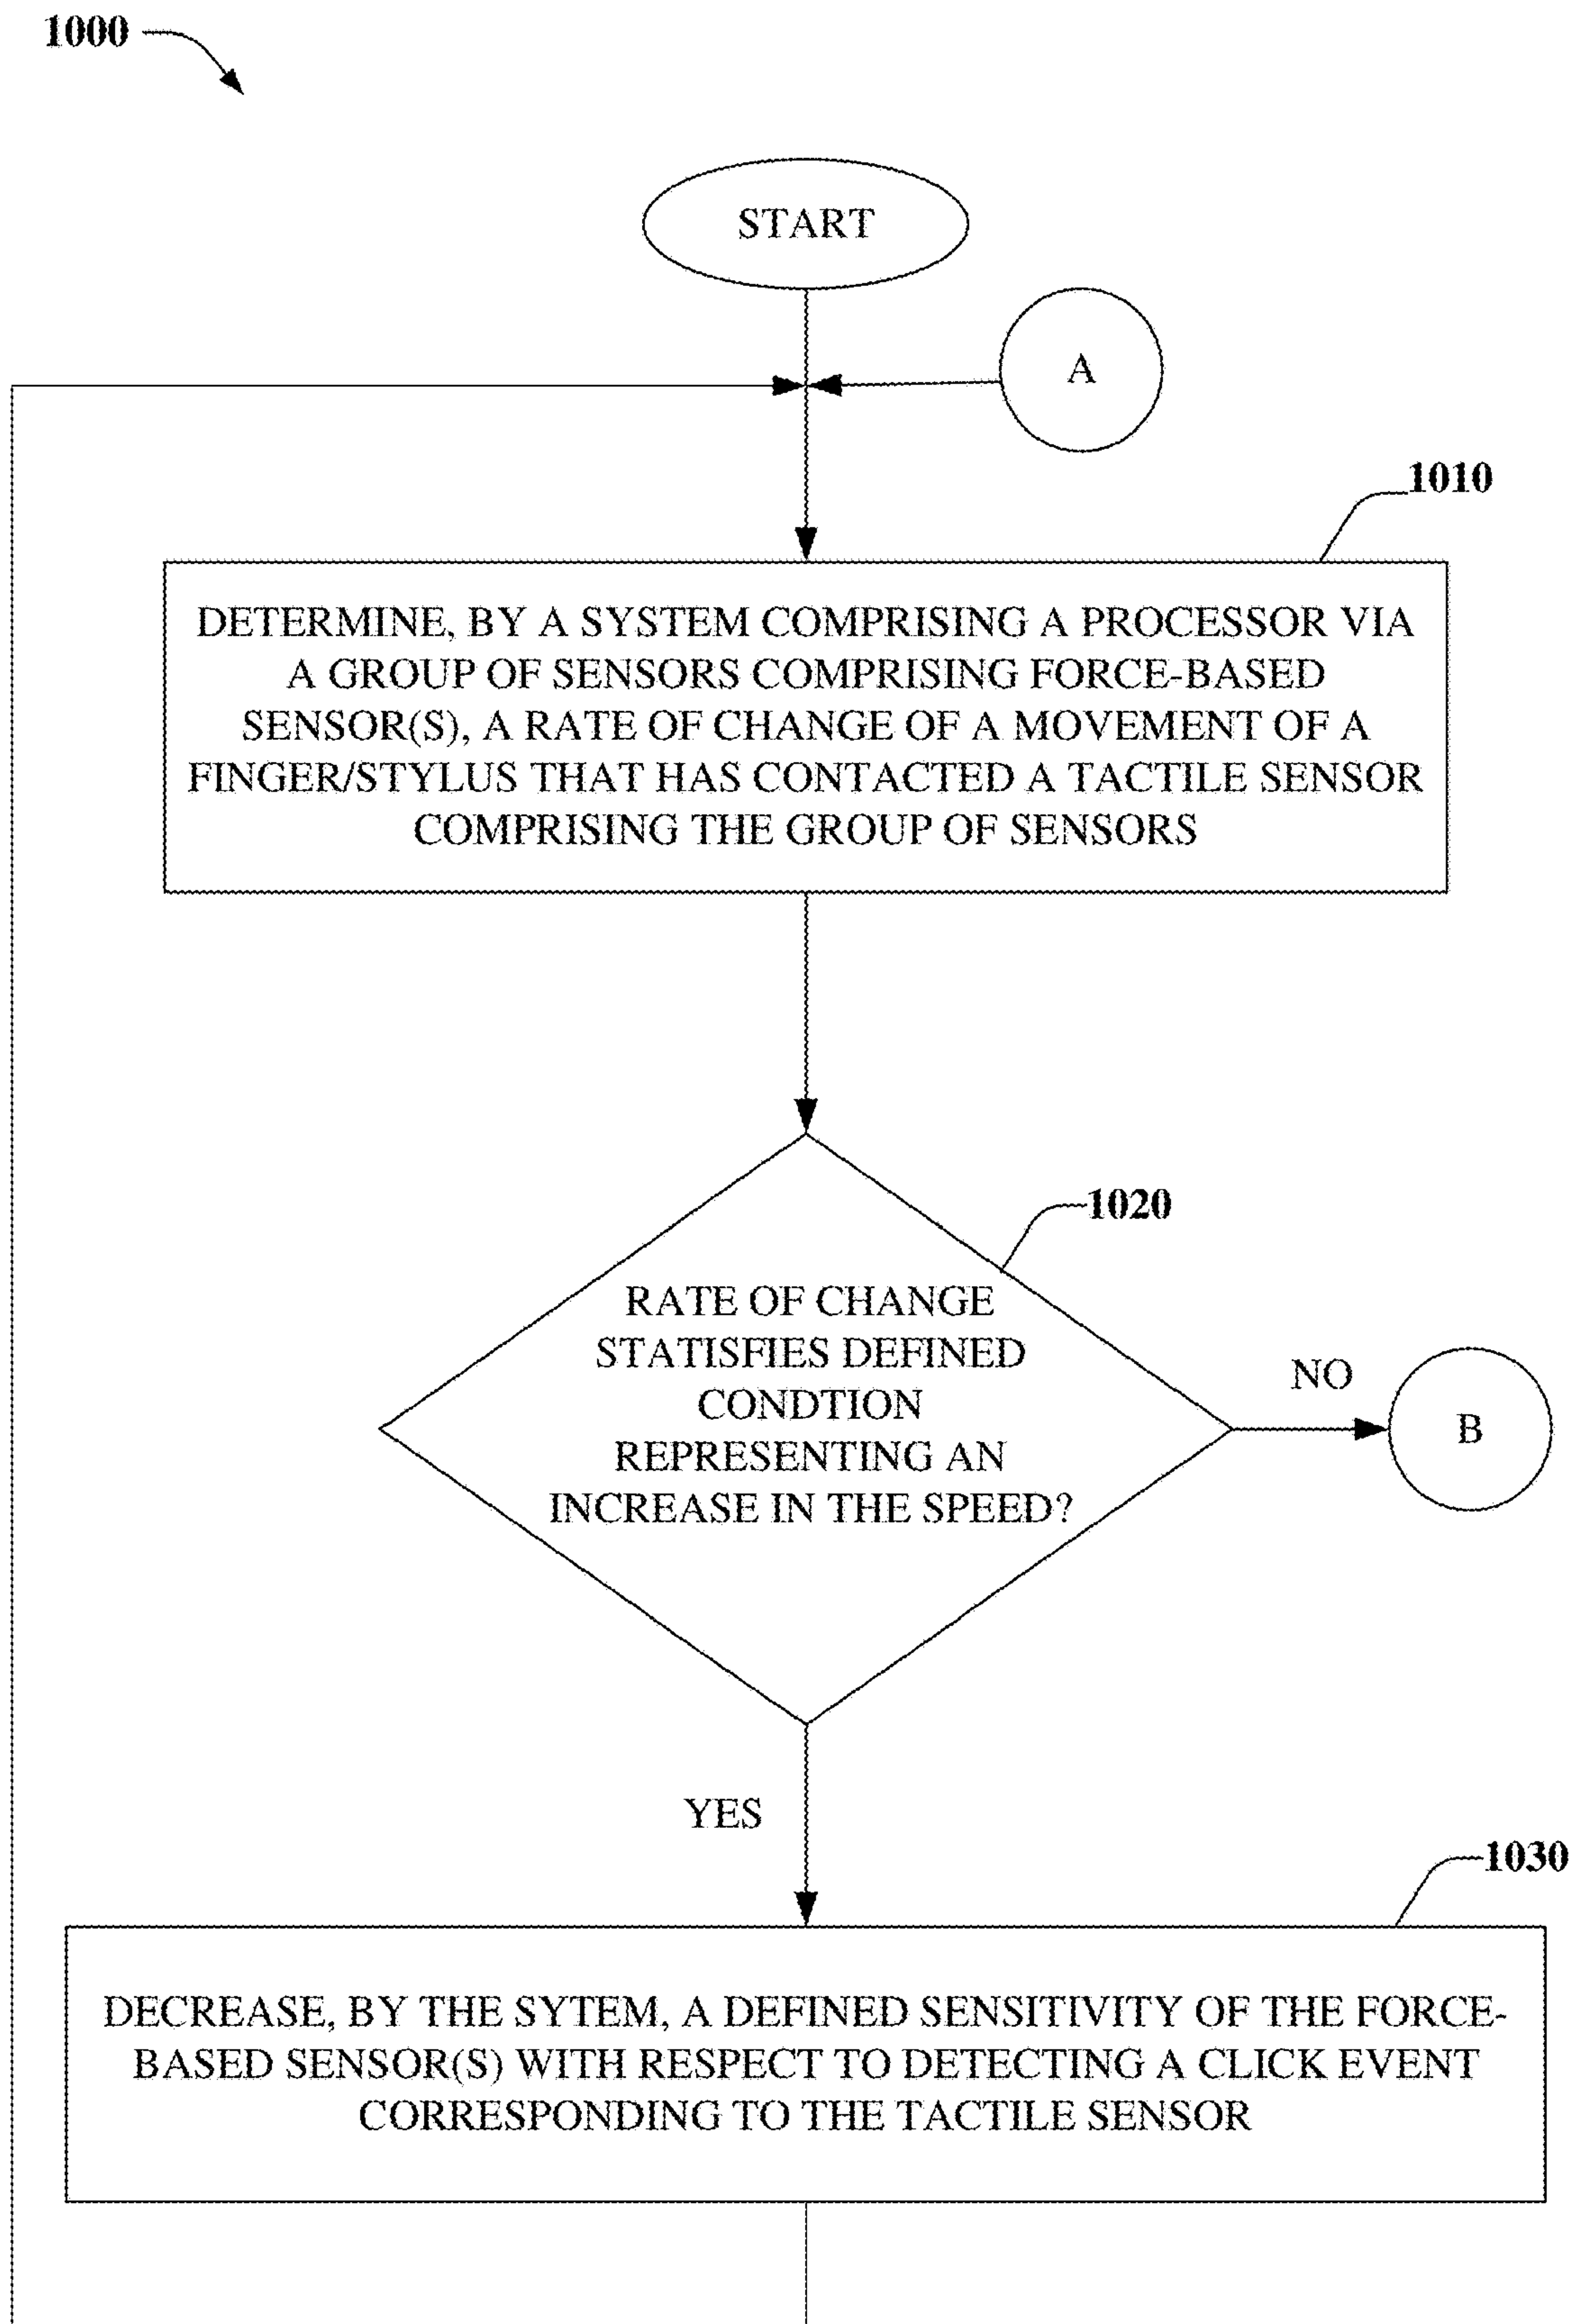 1000
START
A
1010
DETERMINE, BY A SYSTEM COMPRISING A PROCESSOR VIA
A GROUP OF SENSORS COMPRISING FORCE-BASED
SENSOR(S), A RATE OF CHANGE OF A MOVEMENT OF A
FINGER/STYLUS THAT HAS CONTACTED A TACTILE SENSOR
COMPRISING THE GROUP OF SENSORS
1020
RATE OF CHANGE
STATISFIES DEFINED
CONDTION
REPRESENTING AN
INCREASE IN THE SPEED?
NO
B
YES
1030
DECREASE, BY THE SYTEM, A DEFINED SENSITIVITY OF THE FORCE-
BASED SENSOR(S) WITH RESPECT TO DETECTING A CLICK EVENT
CORRESPONDING TO THE TACTILE SENSOR